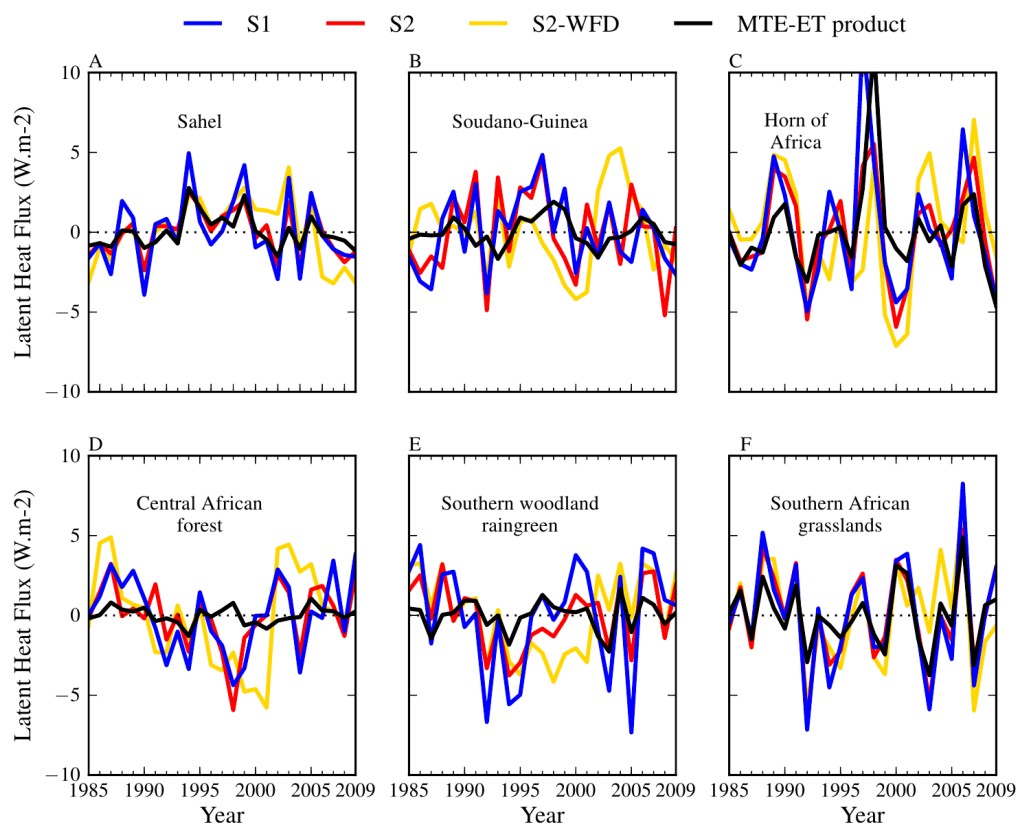 S1 S2 S2-WFD MTE-ET product
A B C
10 Sahel Soudano-Guinea Horn of
Africa
5
0
−5
−10
Latent Heat Flux (W.m-2)
D E F
10
Central African Southern woodland Southern African
forest raingreen grasslands
5
0
−5
−10
Latent Heat Flux (W.m-2)
1985 1990 1995 2000 2005 2009 1985 1990 1995 2000 2005 2009 1985 1990 1995 2000 2005 2009
Year Year Year